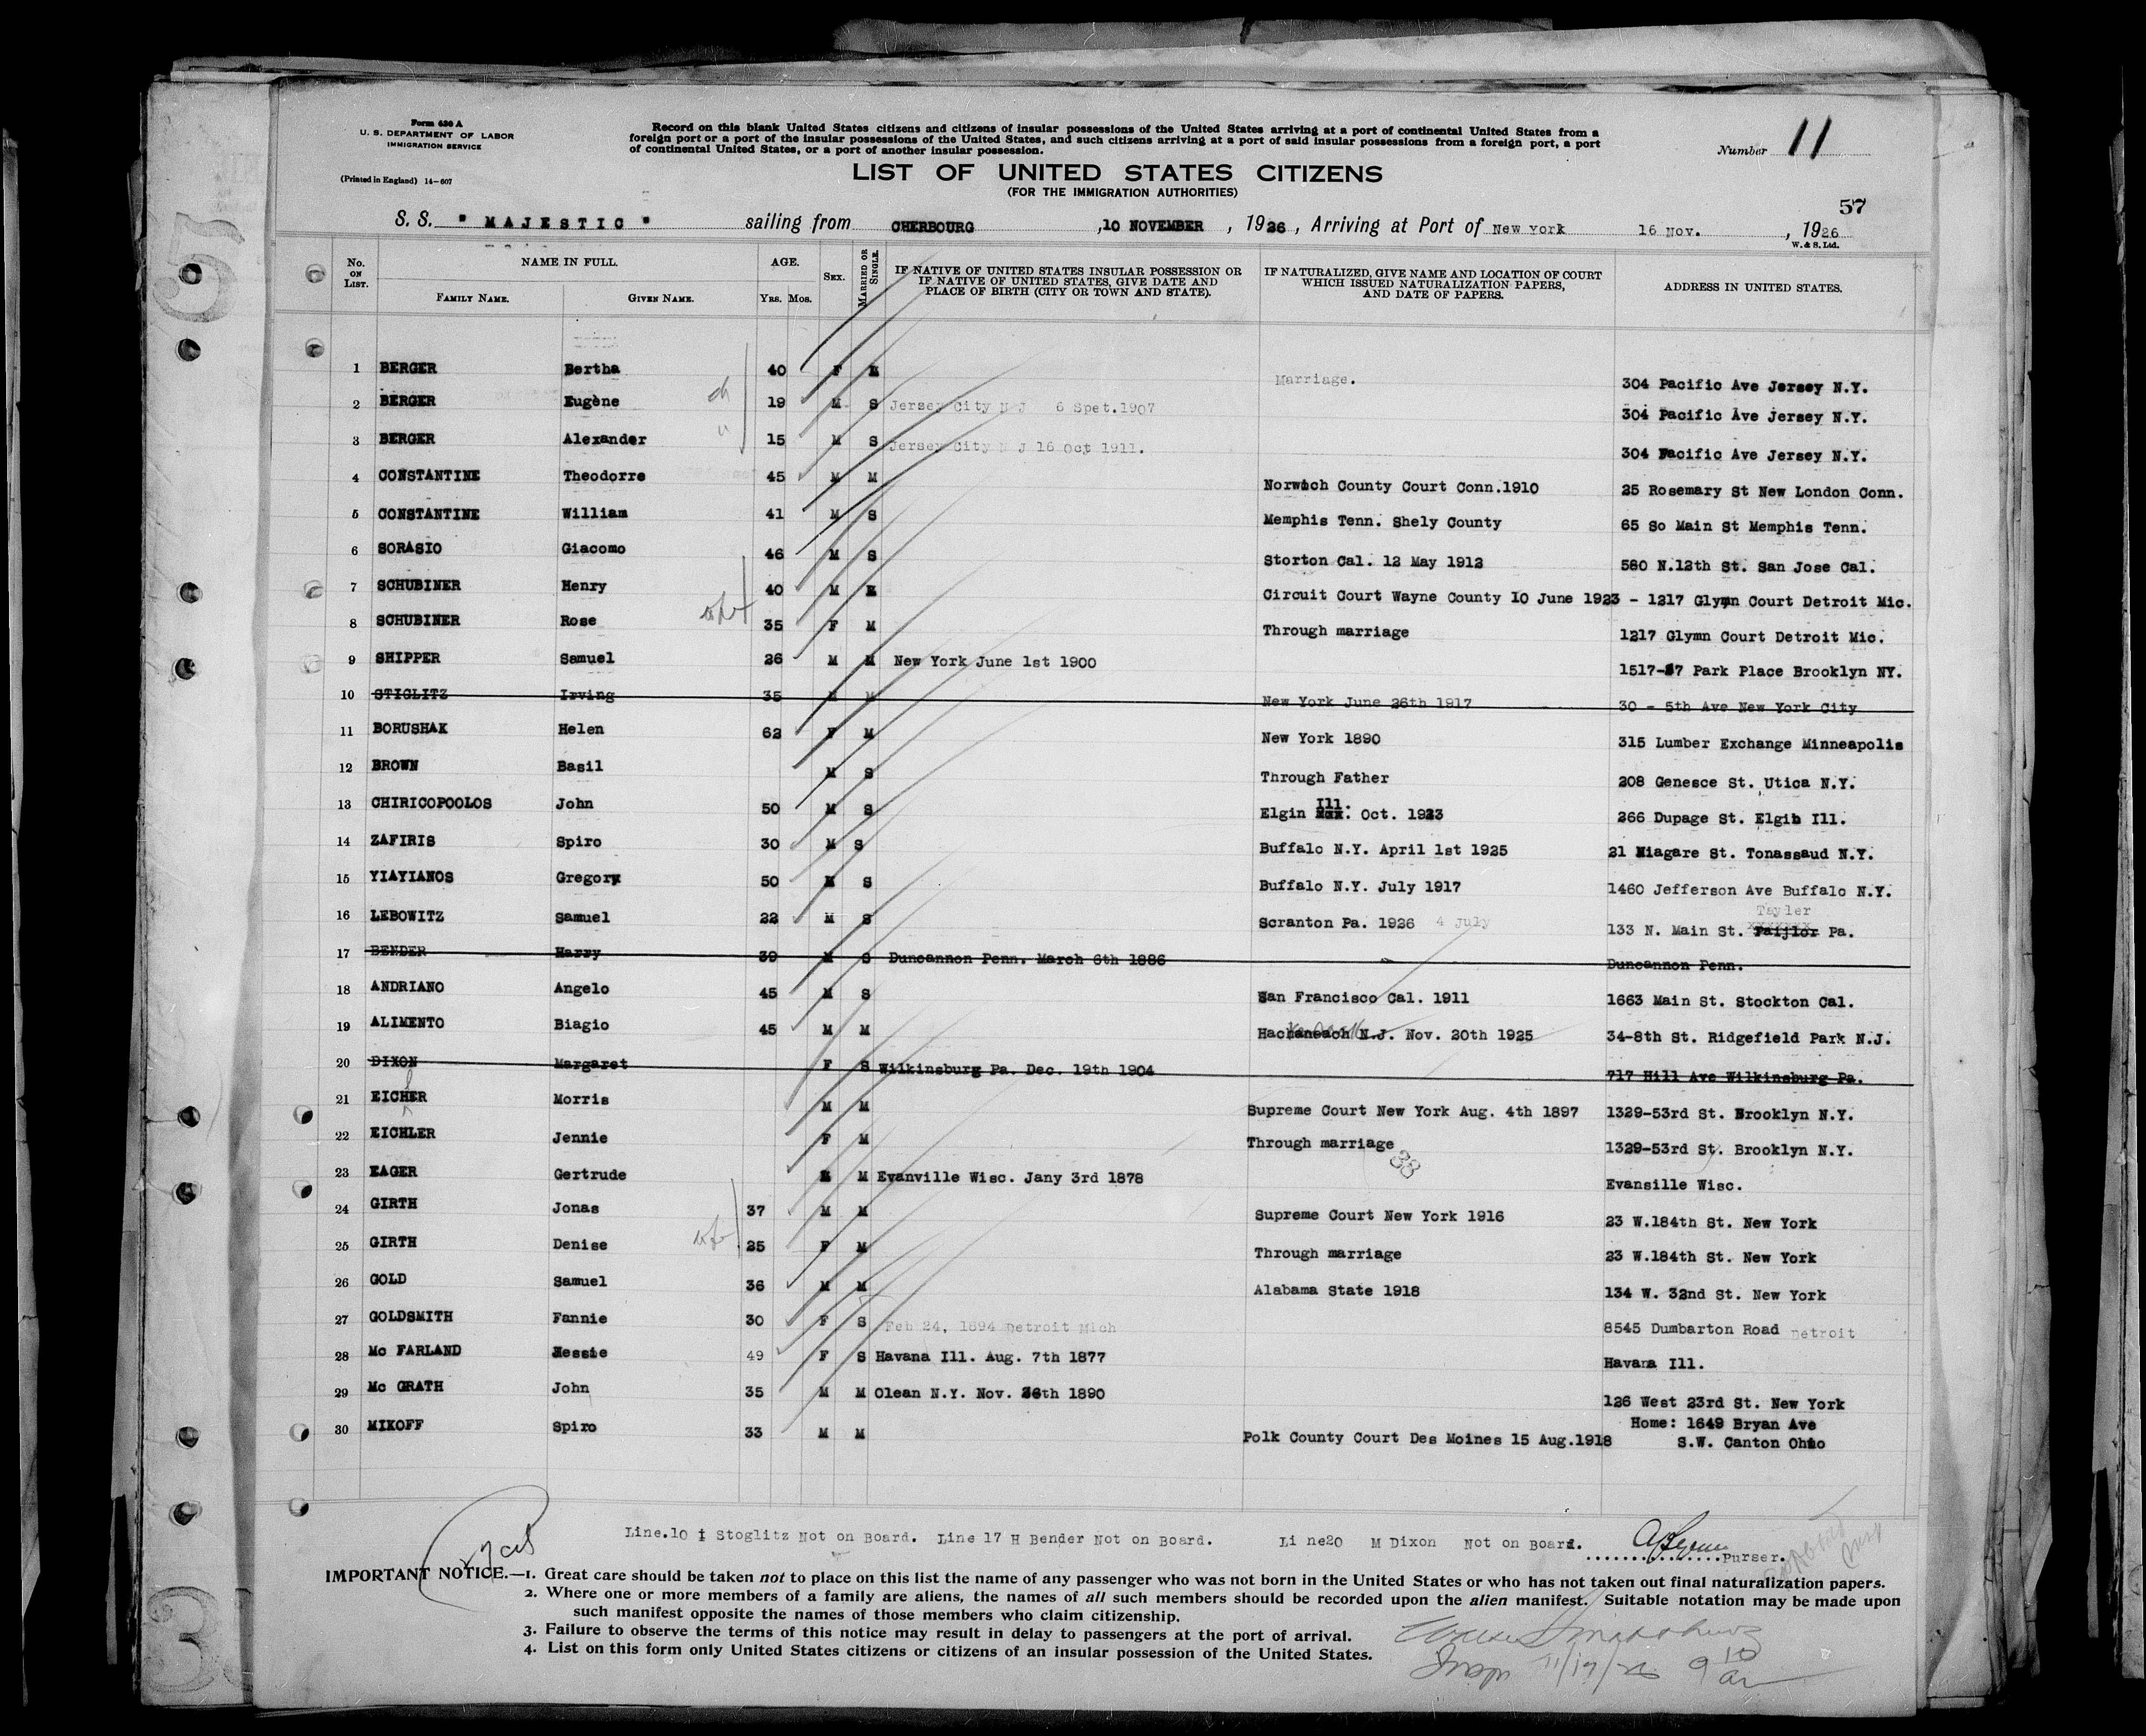 Form 630 A
U. S. DEPARTMENT OF LABOR
IMMIGRATION SERVICE
(Printed in England) 14-607
Record on this blank United States citizens and citizens of insular possessions of the United States arriving at a port of continental United States from a
foreign port or a port of the insular possessions of the United States, and such citizens arriving at a port of said insular possessions from a foreign port, a port
of continental United States, or a port of another insular possession.
Number 11
LIST OF UNITED STATES CITIZENS
(FOR THE IMMIGRATION AUTHORITIES)
57
S. S. " MAJESTIC " sailing from CHERBOURG ,10 NOVEMBER , 1926 , Arriving at Port of New York 16 Nov. , 1926
W. & S. Ltd.
No. ON LIST. NAME IN FULL. FAMILY NAME. GIVEN NAME. AGE. YRS. MOS. SEX. MARRIED OR SINGLE. IF NATIVE OF UNITED STATES INSULAR POSSESSION OR IF NATIVE OF UNITED STATES, GIVE DATE AND PLACE OF BIRTH (CITY OR TOWN AND STATE). IF NATURALIZED, GIVE NAME AND LOCATION OF COURT WHICH ISSUED NATURALIZATION PAPERS, AND DATE OF PAPERS. ADDRESS IN UNITED STATES.
1 BERGER Bertha 40 F M Marriage. 304 Pacific Ave Jersey N.Y.
2 BERGER Eugène 19 M S Jersey City N J 6 Spet.1907 304 Pacific Ave Jersey N.Y.
3 BERGER Alexander 15 M S Jersey City N J 16 Oct 1911. 304 Pacific Ave Jersey N.Y.
4 CONSTANTINE Theodorre 45 M M Norwich County Court Conn.1910 25 Rosemary St New London Conn.
5 CONSTANTINE William 41 M S Memphis Tenn. Shely County 65 So Main St Memphis Tenn.
6 SORASIO Giacomo 46 M S Storton Cal. 12 May 1912 580 N.12th St. San Jose Cal.
7 SCHUBINER Henry 40 M M Circuit Court Wayne County 10 June 1923 - 1217 Glymn Court Detroit Mic.
8 SCHUBINER Rose 35 F M Through marriage 1217 Glymn Court Detroit Mic.
9 SHIPPER Samuel 26 M M New York June 1st 1900 1517-27 Park Place Brooklyn NY.
10 STIGLITZ Irving 35 M M New York June 26th 1917 30 - 5th Ave New York City
11 BORUSHAK Helen 62 F M New York 1890 315 Lumber Exchange Minneapolis
12 BROWN Basil M S Through Father 208 Genesce St. Utica N.Y.
13 CHIRICOPOOLOS John 50 M S Elgin Ill. Oct. 1923 266 Dupage St. Elgin Ill.
14 ZAFIRIS Spiro 30 M S Buffalo N.Y. April 1st 1925 21 Niagare St. Tonassaud N.Y.
15 YIAYIANOS Gregory 50 M S Buffalo N.Y. July 1917 1460 Jefferson Ave Buffalo N.Y.
16 LEBOWITZ Samuel 22 M S Scranton Pa. 1926 4 July 133 N. Main St. Tayler Paijlor Pa.
17 BENDER Harry 39 M S Duncannon Penn. March 6th 1886 Duncannon Penn.
18 ANDRIANO Angelo 45 M S San Francisco Cal. 1911 1663 Main St. Stockton Cal.
19 ALIMENTO Biagio 45 M M Hackaneach N.J. Nov. 20th 1925 34-8th St. Ridgefield Park N.J.
20 DIXON Margaret F S Wilkinsburg Pa. Dec. 19th 1904 717 Hill Ave Wilkinsburg Pa.
21 EICHlER Morris M M Supreme Court New York Aug. 4th 1897 1329-53rd St. Brooklyn N.Y.
22 EICHLER Jennie F M Through marriage 1329-53rd St. Brooklyn N.Y.
33
23 EAGER Gertrude M Evanville Wisc. Jany 3rd 1878 Evansille Wisc.
24 GIRTH Jonas 37 M M Supreme Court New York 1916 23 W.184th St. New York
25 GIRTH Denise 25 F M Through marriage 23 W.184th St. New York
wfe
26 GOLD Samuel 36 M M Alabama State 1918 134 W. 32nd St. New York
27 GOLDSMITH Fannie 30 F S Feb 24, 1894 Detroit Mich 8545 Dumbarton Road Detroit
28 Mc FARLAND Hessie 49 F S Havana Ill. Aug. 7th 1877 Havana Ill.
29 Mc GRATH John 35 M M Olean N.Y. Nov. 26th 1890 126 West 23rd St. New York
30 MIKOFF Spiro 33 M M Polk County Court Des Moines 15 Aug.1918 Home: 1649 Bryan Ave
S.W. Canton Ohio
Line.10 I Stoglitz Not on Board. Line 17 H Bender Not on Board. Li ne20 M Dixon Not on Board.
Purser.
IMPORTANT NOTICE.—1. Great care should be taken not to place on this list the name of any passenger who was not born in the United States or who has not taken out final naturalization papers.
2. Where one or more members of a family are aliens, the names of all such members should be recorded upon the alien manifest. Suitable notation may be made upon
such manifest opposite the names of those members who claim citizenship.
3. Failure to observe the terms of this notice may result in delay to passengers at the port of arrival.
4. List on this form only United States citizens or citizens of an insular possession of the United States.
Insp 11/17/26 9 10 am